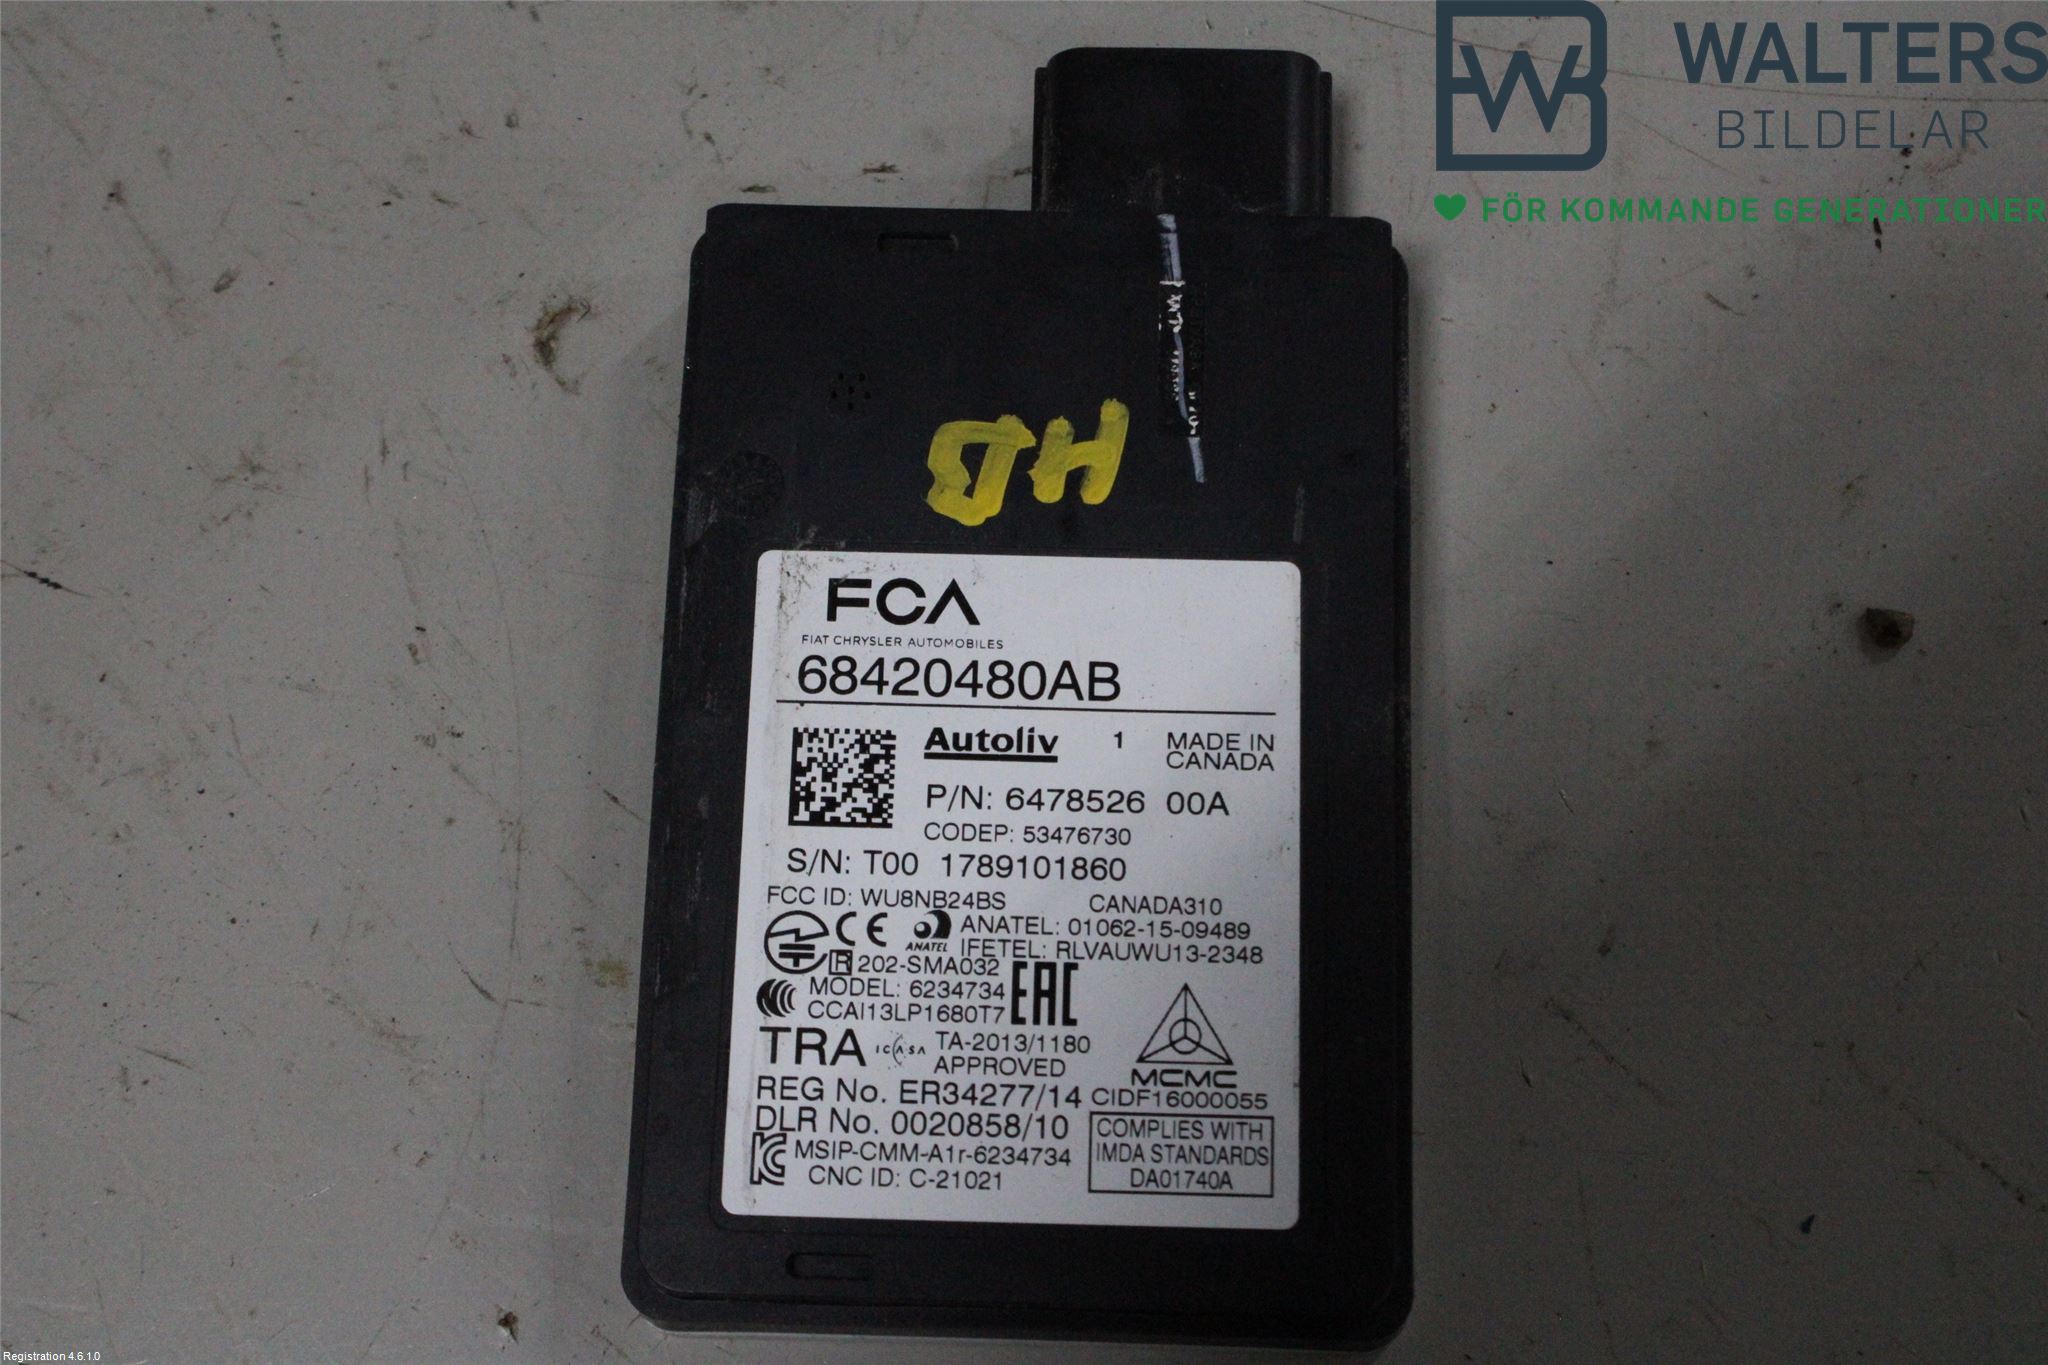 WALTERS
BILDELAR
FÖR KOMMANDE GENERATIONER
HD
FCA
FIAT CHRYSLER AUTOMOBILES
68420480AB
Autoliv 1 MADE IN
CANADA
P/N: 6478526 00A
CODEP: 53476730
S/N: T00 1789101860
FCC ID: WU8NB24BS CANADA310
CE ANATEL ANATEL: 01062-15-09489
IFETEL: RLVAUWU13-2348
R 202-SMA032
MODEL: 6234734 EAC
CCAI13LP1680T7
TRA ICASA TA-2013/1180
APPROVED
MCMC
REG No. ER34277/14 CIDF16000055
DLR No. 0020858/10
COMPLIES WITH
IMDA STANDARDS
DA01740A
MSIP-CMM-A1r-6234734
CNC ID: C-21021
Registration 4.6.1.0